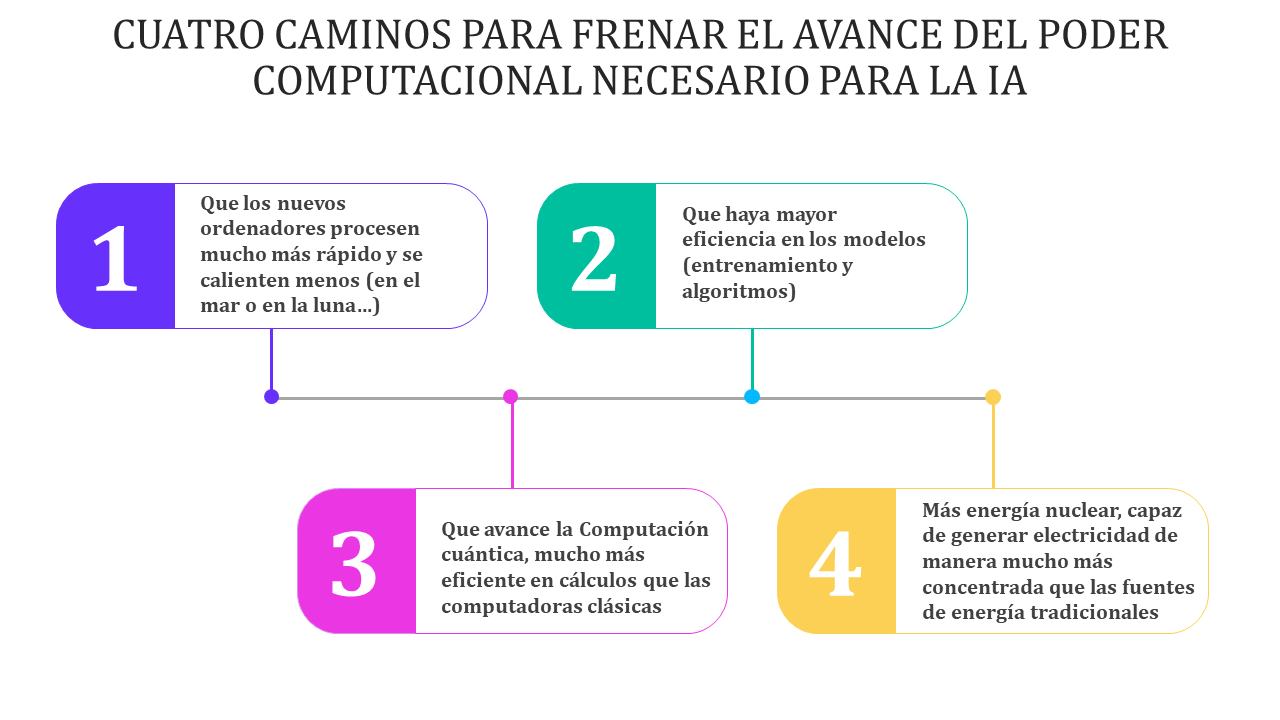 CUATRO CAMINOS PARA FRENAR EL AVANCE DEL PODER
COMPUTACIONAL NECESARIO PARA LA IA
1
Que los nuevos
ordenadores procesen
mucho más rápido y se
calienten menos (en el
mar o en la luna...)
2
Que haya mayor
eficiencia en los modelos
(entrenamiento y
algoritmos)
3
Que avance la Computación
cuántica, mucho más
eficiente en cálculos que las
computadoras clásicas
4
Más energía nuclear, capaz
de generar electricidad de
manera mucho más
concentrada que las fuentes
de energía tradicionales